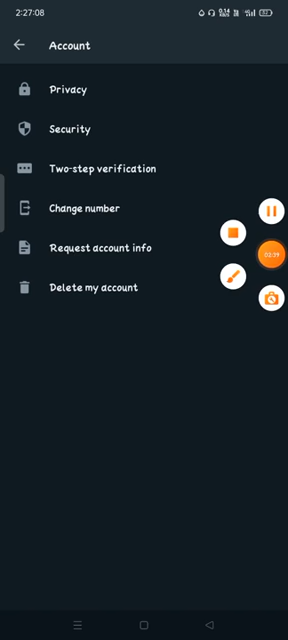 2:27:08
Account
Privacy
Security
Two-step verification
Change number
Request account info
Delete my account